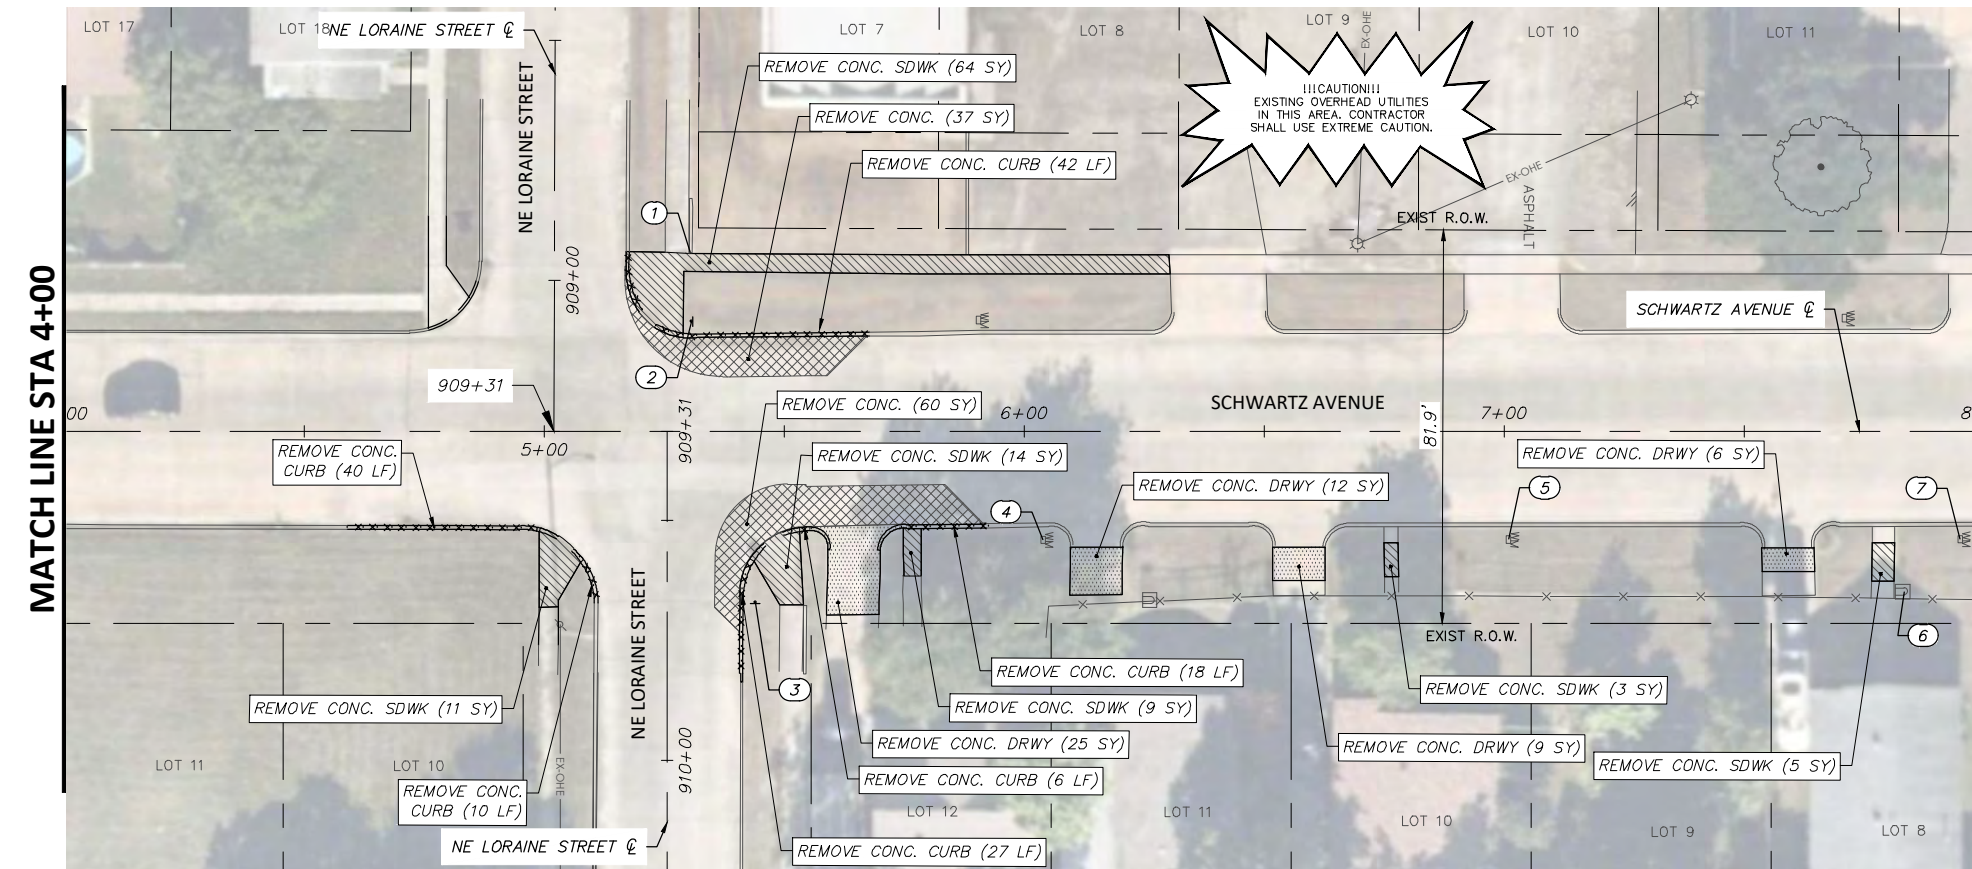 LOT 17
LOT 18
NE LORAINE STREET ℄
LOT 7
LOT 8
LOT 9
EX-OHE
LOT 10
LOT 11
REMOVE CONC. SDWK (64 SY)
NE LORAINE STREET
!!!CAUTION!!!
EXISTING OVERHEAD UTILITIES
IN THIS AREA. CONTRACTOR
SHALL USE EXTREME CAUTION.
REMOVE CONC. (37 SY)
REMOVE CONC. CURB (42 LF)
EX-OHE
ASPHALT
1
EXIST R.O.W.
909+00
MATCH LINE STA 4+00
WM
SCHWARTZ AVENUE ℄
WM
2
909+31
00
909+31
REMOVE CONC. (60 SY)
6+00
SCHWARTZ AVENUE
81.9'
7+00
8
5+00
REMOVE CONC.
CURB (40 LF)
REMOVE CONC. SDWK (14 SY)
REMOVE CONC. DRWY (6 SY)
REMOVE CONC. DRWY (12 SY)
4
5
7
WM
WM
WM
NE LORAINE STREET
EXIST R.O.W.
6
REMOVE CONC. CURB (18 LF)
3
REMOVE CONC. SDWK (3 SY)
REMOVE CONC. SDWK (11 SY)
REMOVE CONC. SDWK (9 SY)
910+00
REMOVE CONC. DRWY (25 SY)
REMOVE CONC. DRWY (9 SY)
LOT 11
LOT 10
EX-OHE
REMOVE CONC. SDWK (5 SY)
REMOVE CONC. CURB (6 LF)
REMOVE CONC.
CURB (10 LF)
LOT 12
LOT 11
LOT 10
LOT 9
LOT 8
NE LORAINE STREET ℄
REMOVE CONC. CURB (27 LF)